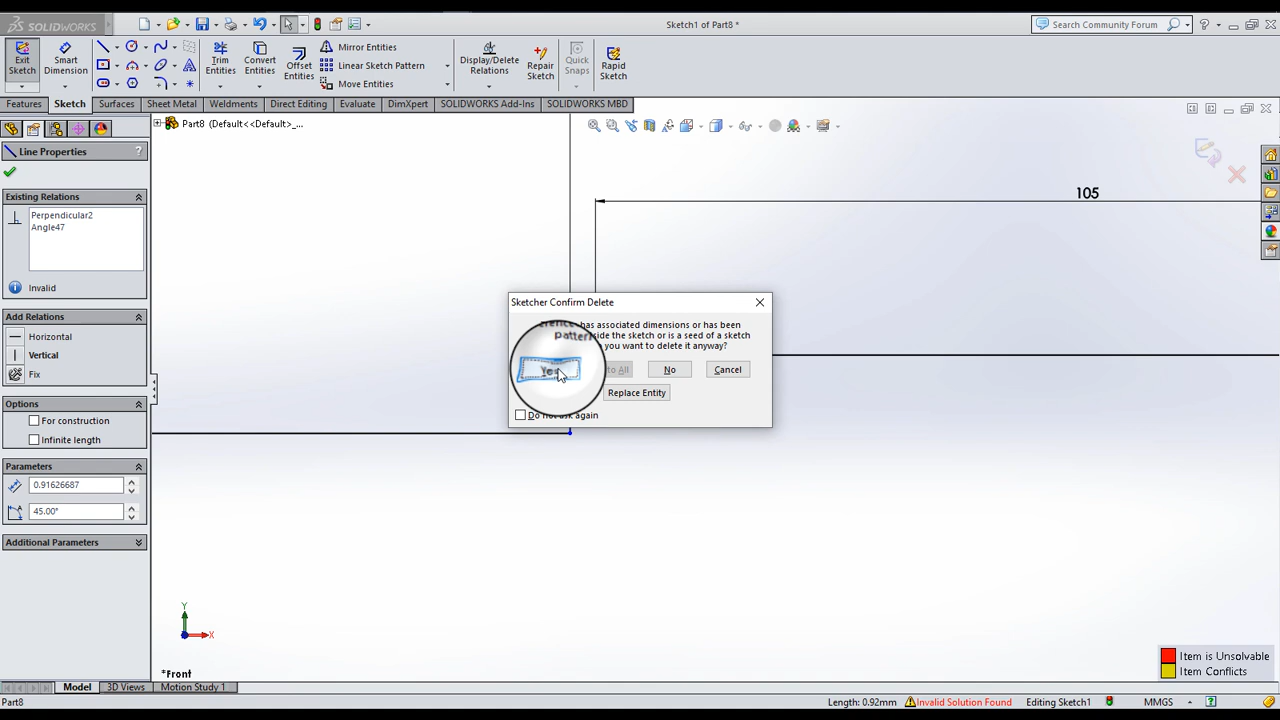 SOLIDWORKS
Sketch1 of Part8 *
Search Community Forum
Exit Sketch
Smart Dimension
Trim Entities
Convert Entities
Offset Entities
Mirror Entities
Linear Sketch Pattern
Move Entities
Display/Delete Relations
Repair Sketch
Quick Snaps
Rapid Sketch
Features Sketch Surfaces Sheet Metal Weldments Direct Editing Evaluate DimXpert SOLIDWORKS Add-Ins SOLIDWORKS MBD
Part8 (Default<<Default>_...
Line Properties ?
Existing Relations
Perpendicular2
Angle47
Invalid
Add Relations
Horizontal
Vertical
Fix
Options
For construction
Infinite length
Parameters
0.91626687
45.00°
Additional Parameters
105
Sketcher Confirm Delete
has associated dimensions or has been
side the sketch or is a seed of a sketch
you want to delete it anyway?
Yes to All No Cancel
Replace Entity
Do not ask again
Y
X
*Front
Item is Unsolvable
Item Conflicts
Model 3D Views Motion Study 1
Part8 Length: 0.92mm Invalid Solution Found Editing Sketch1 MMGS